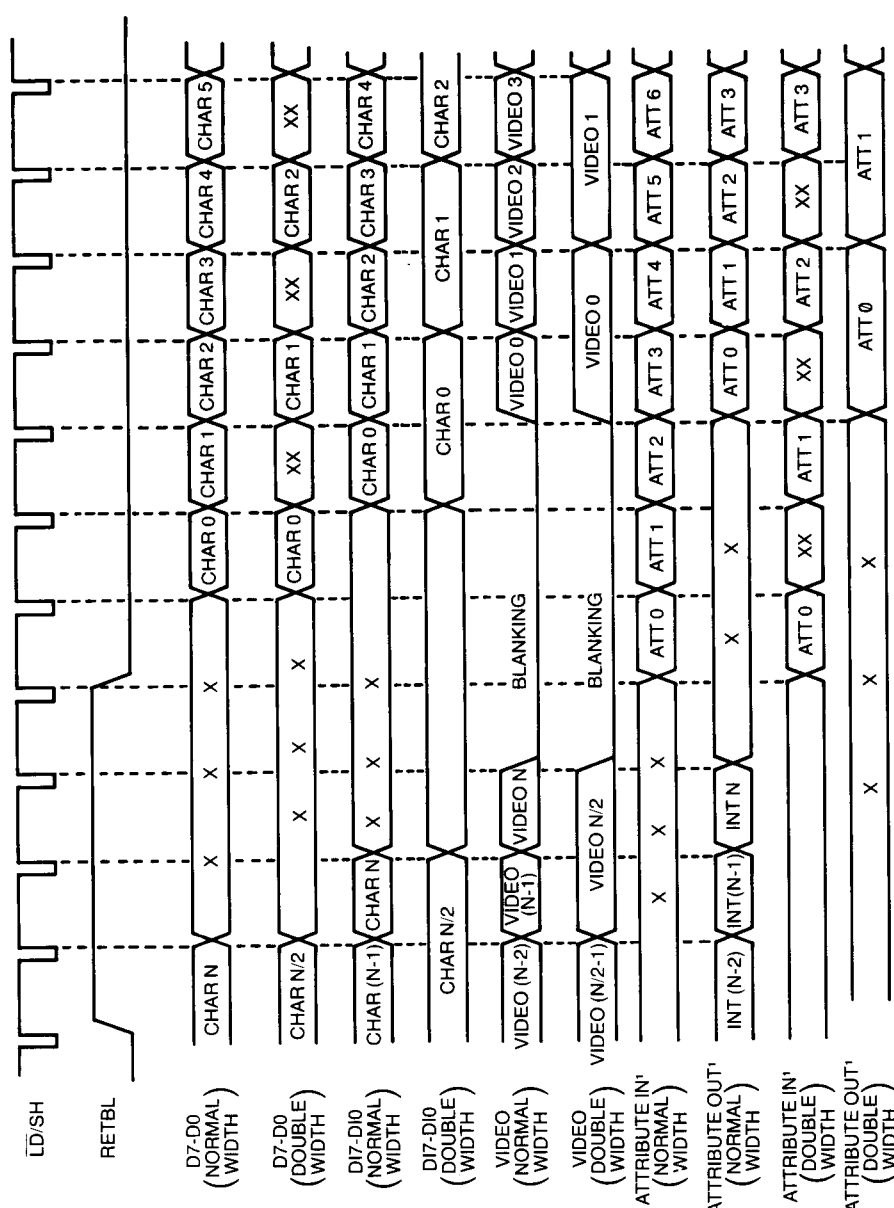 LD/SH
RETBL
D7-D0
(NORMAL WIDTH)
CHAR N X X X CHAR 0 CHAR 1 CHAR 2 CHAR 3 CHAR 4 CHAR 5
D7-D0
(DOUBLE WIDTH)
CHAR N/2 X X X CHAR 0 XX CHAR 1 XX CHAR 2 XX
DI7-DI0
(NORMAL WIDTH)
CHAR (N-1) CHAR N X X X CHAR 0 CHAR 1 CHAR 2 CHAR 3 CHAR 4
DI7-DI0
(DOUBLE WIDTH)
CHAR N/2 CHAR 0 CHAR 1 CHAR 2
VIDEO
(NORMAL WIDTH)
VIDEO (N-2) VIDEO (N-1) VIDEO N BLANKING VIDEO 0 VIDEO 1 VIDEO 2 VIDEO 3
VIDEO
(DOUBLE WIDTH)
VIDEO (N/2-1) VIDEO N/2 BLANKING VIDEO 0 VIDEO 1
ATTRIBUTE IN¹
(NORMAL WIDTH)
X X X ATT 0 ATT 1 ATT 2 ATT 3 ATT 4 ATT 5 ATT 6
ATTRIBUTE OUT¹
(NORMAL WIDTH)
INT (N-2) INT (N-1) INT N X X ATT 0 ATT 1 ATT 2 ATT 3
ATTRIBUTE IN¹
(DOUBLE WIDTH)
ATT 0 XX ATT 1 XX ATT 2 XX ATT 3
ATTRIBUTE OUT¹
(DOUBLE WIDTH)
X X X ATT 0 ATT 1